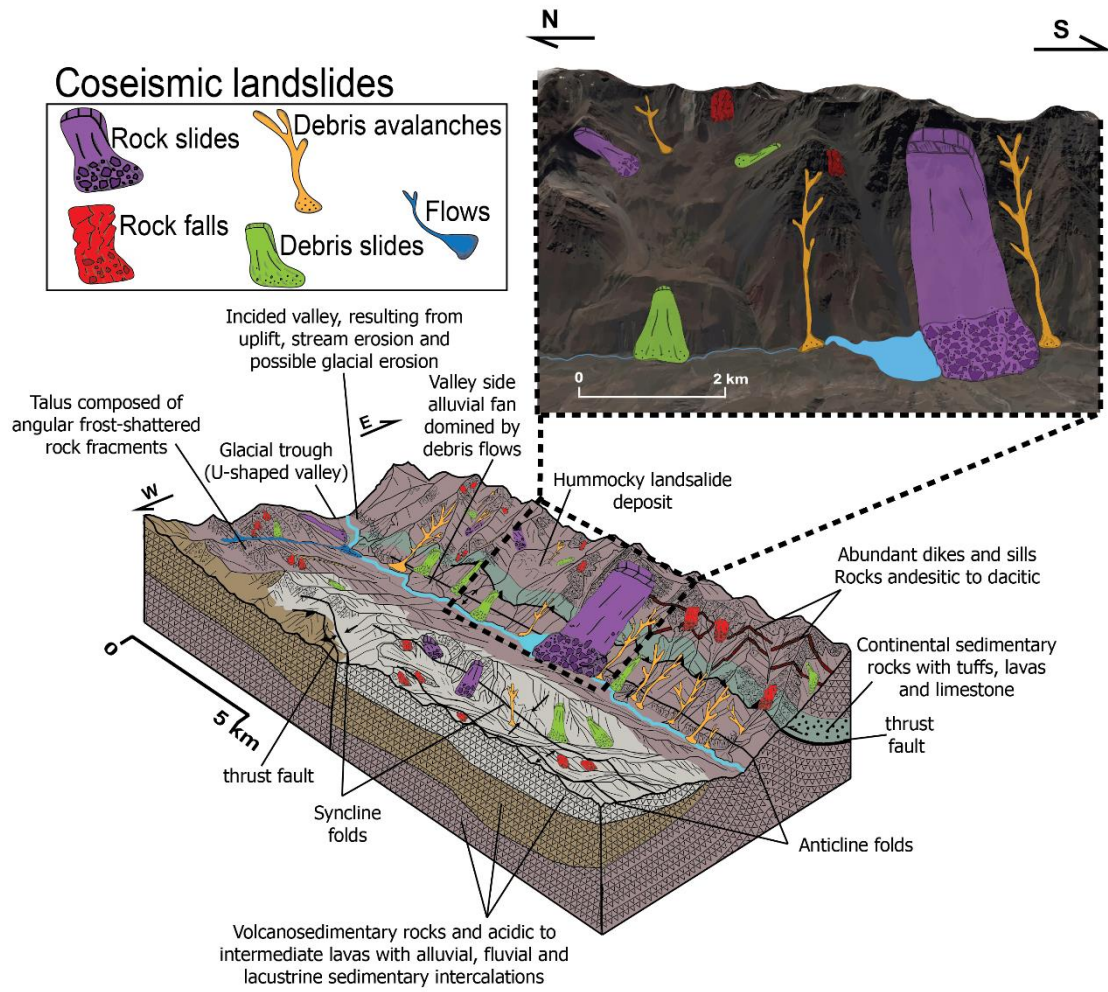 N
S
Coseismic landslides
Rock slides
Debris avalanches
Rock falls
Debris slides
Flows
0
2 km
Incided valley, resulting from
uplift, stream erosion and
possible glacial erosion
Valley side
alluvial fan
domined by
debris flows
Talus composed of
angular frost-shattered
rock fragments
Glacial trough
(U-shaped valley)
E
W
Hummocky landsalide
deposit
Abundant dikes and sills
Rocks andesitic to dacitic
Continental sedimentary
rocks with tuffs, lavas
and limestone
thrust
fault
0
5 km
thrust fault
Syncline
folds
Anticline folds
Volcanosedimentary rocks and acidic to
intermediate lavas with alluvial, fluvial and
lacustrine sedimentary intercalations